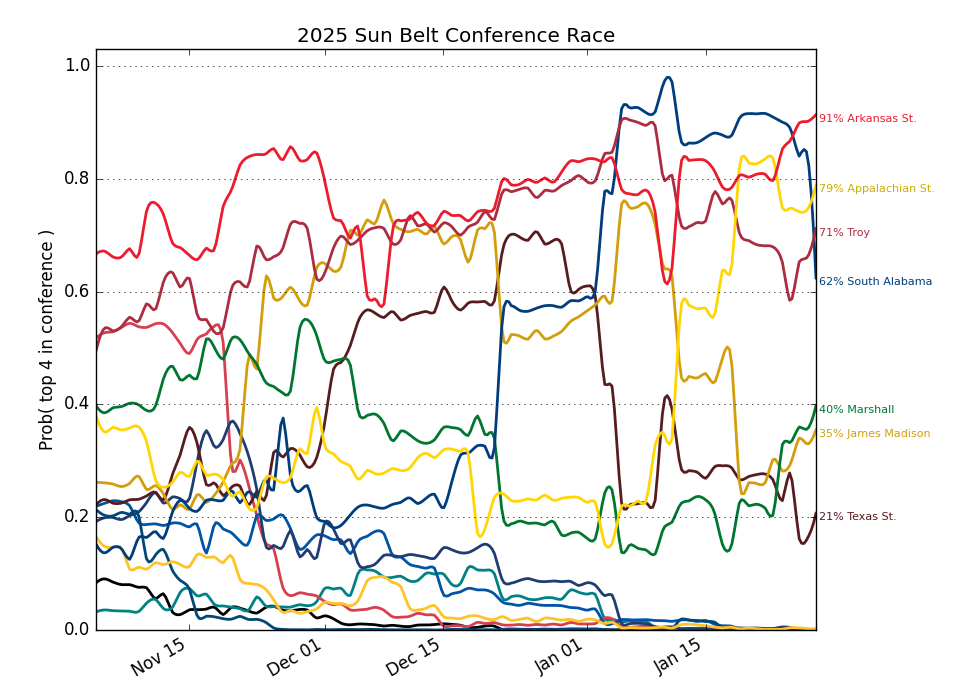 2025 Sun Belt Conference Race
Prob( top 4 in conference )
1.0
0.8
0.6
0.4
0.2
0.0
Nov 15
Dec 01
Dec 15
Jan 01
Jan 15
91% Arkansas St.
79% Appalachian St.
71% Troy
62% South Alabama
40% Marshall
35% James Madison
21% Texas St.